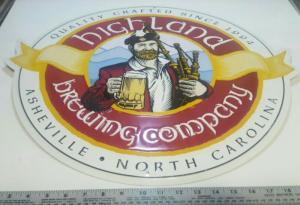 QUALITY CRAFTED SINCE 1994
highland
brewing company
ASHEVILLE • NORTH CAROLINA